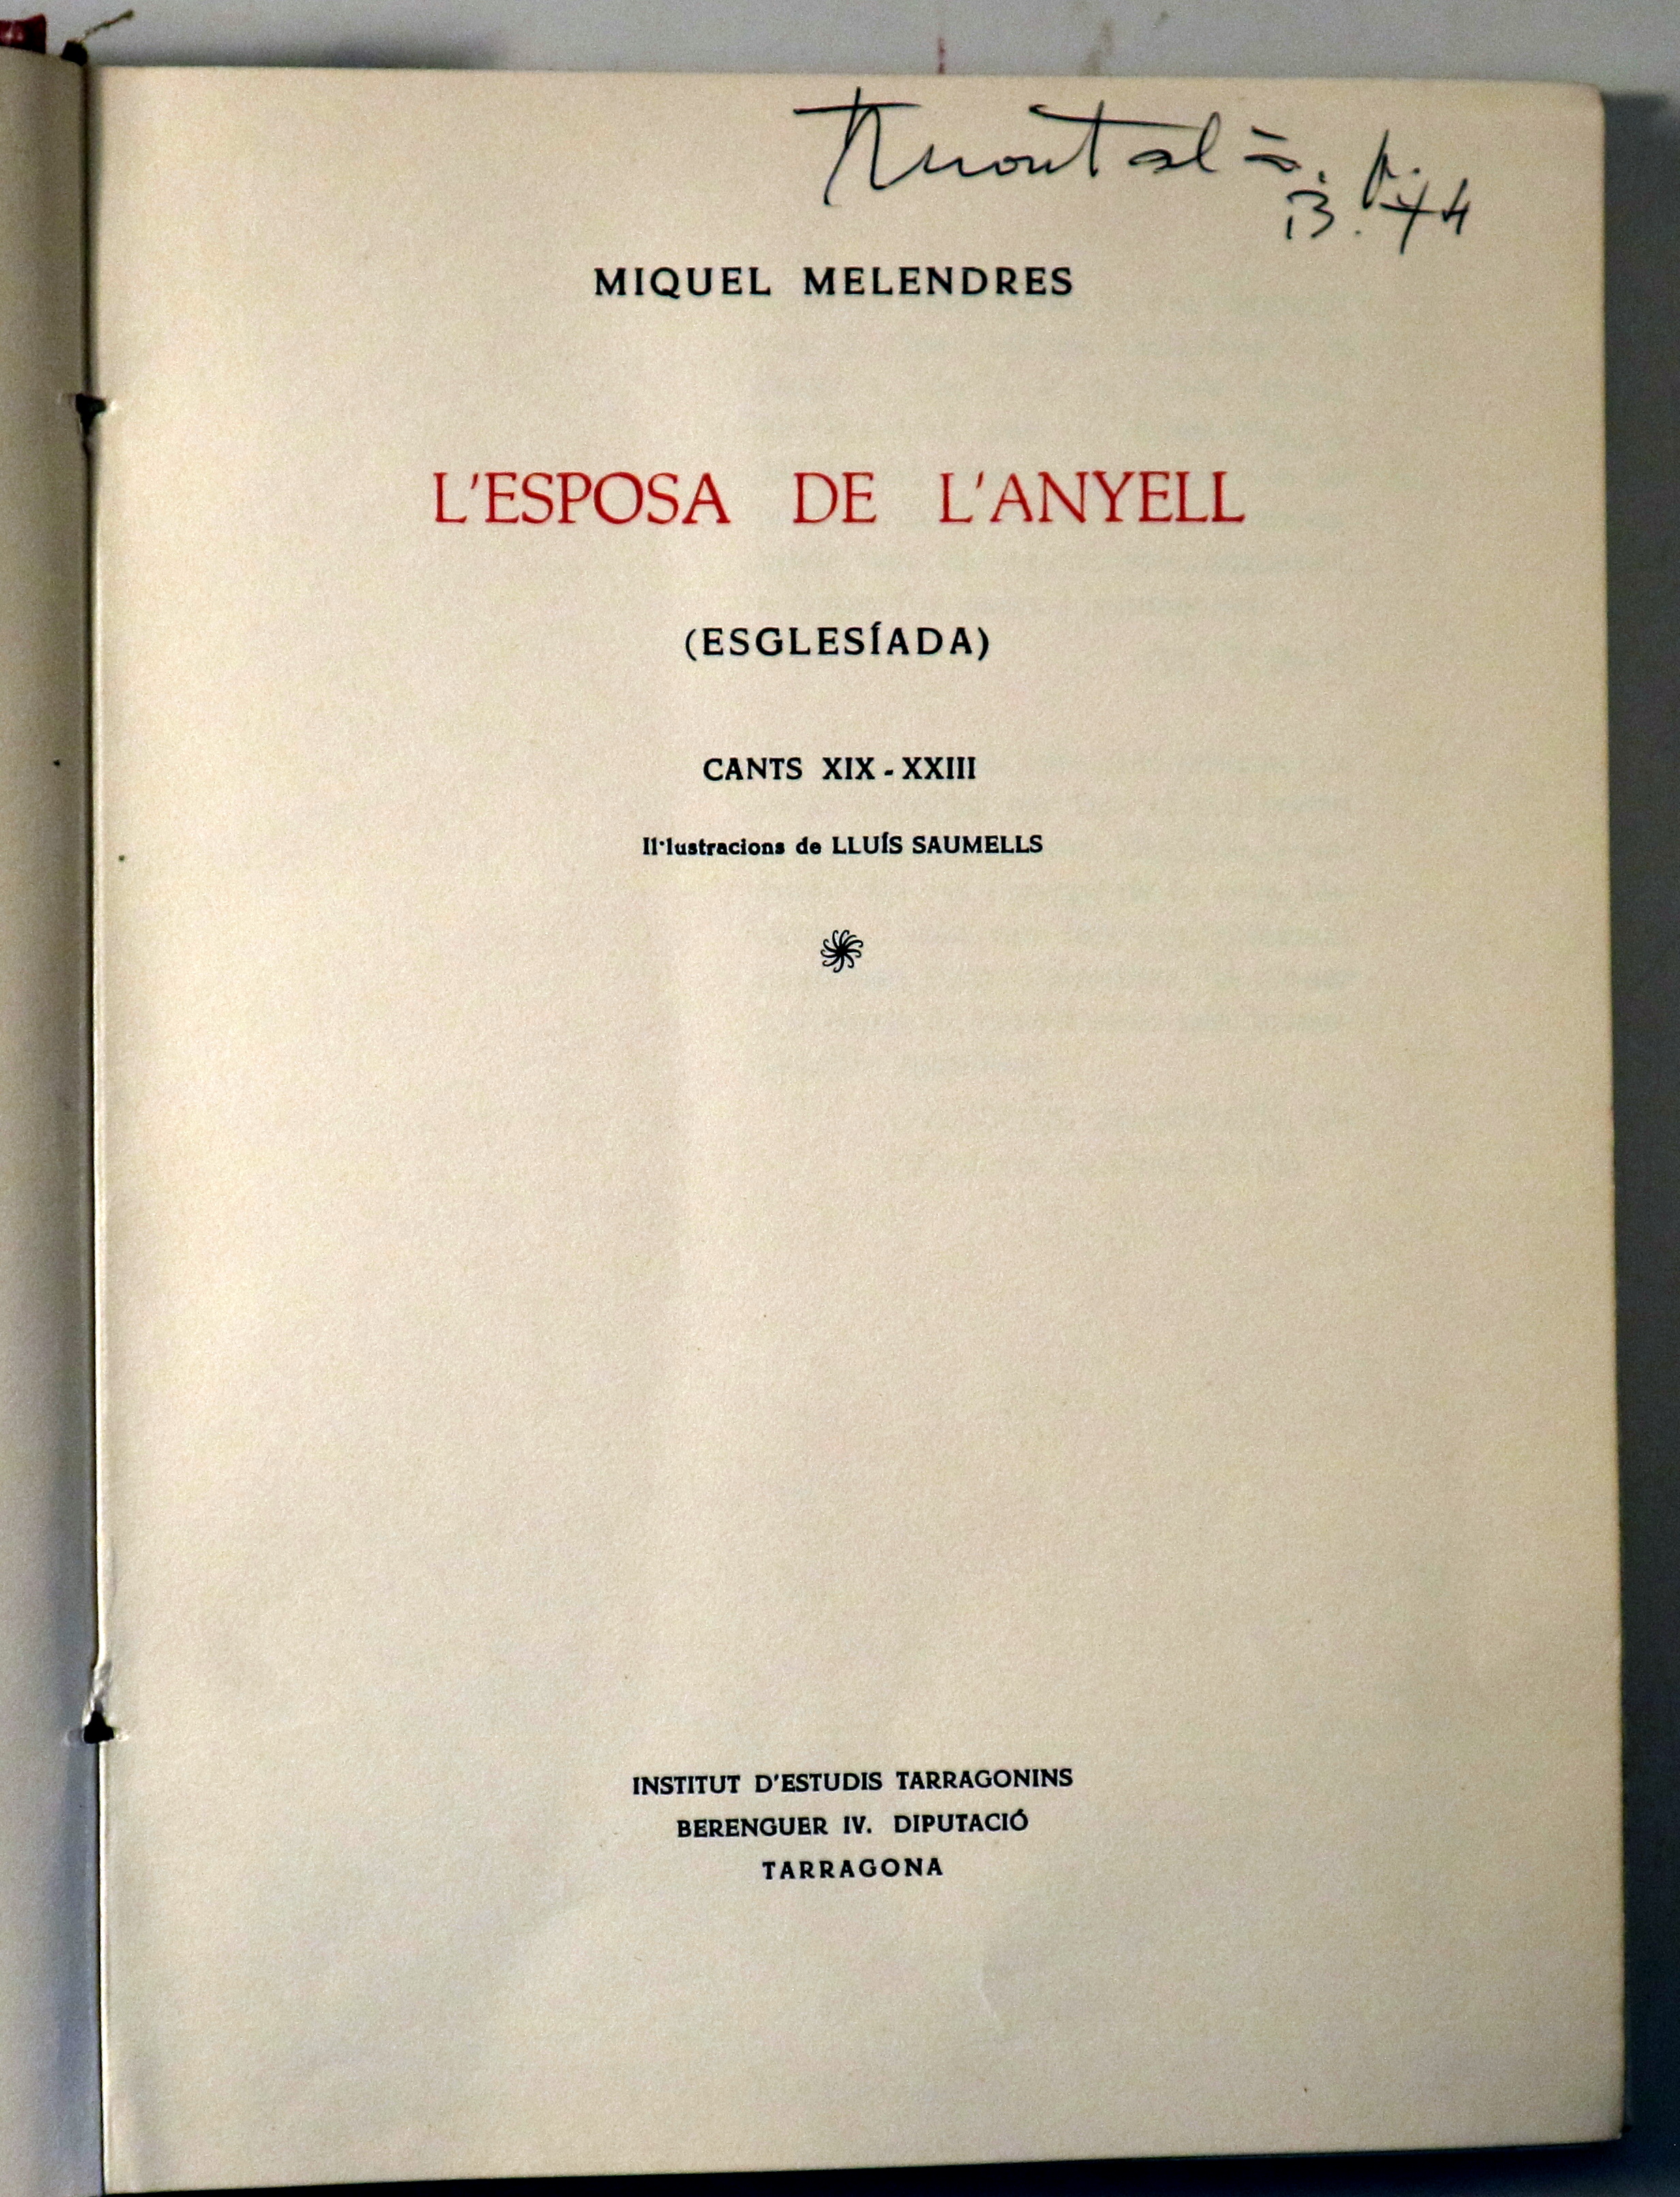 MIQUEL MELENDRES
L'ESPOSA DE L'ANYELL
(ESGLESÍADA)
CANTS XIX - XXIII
Il·lustracions de LLUÍS SAUMELLS
INSTITUT D'ESTUDIS TARRAGONINS
BERENGUER IV. DIPUTACIÓ
TARRAGONA